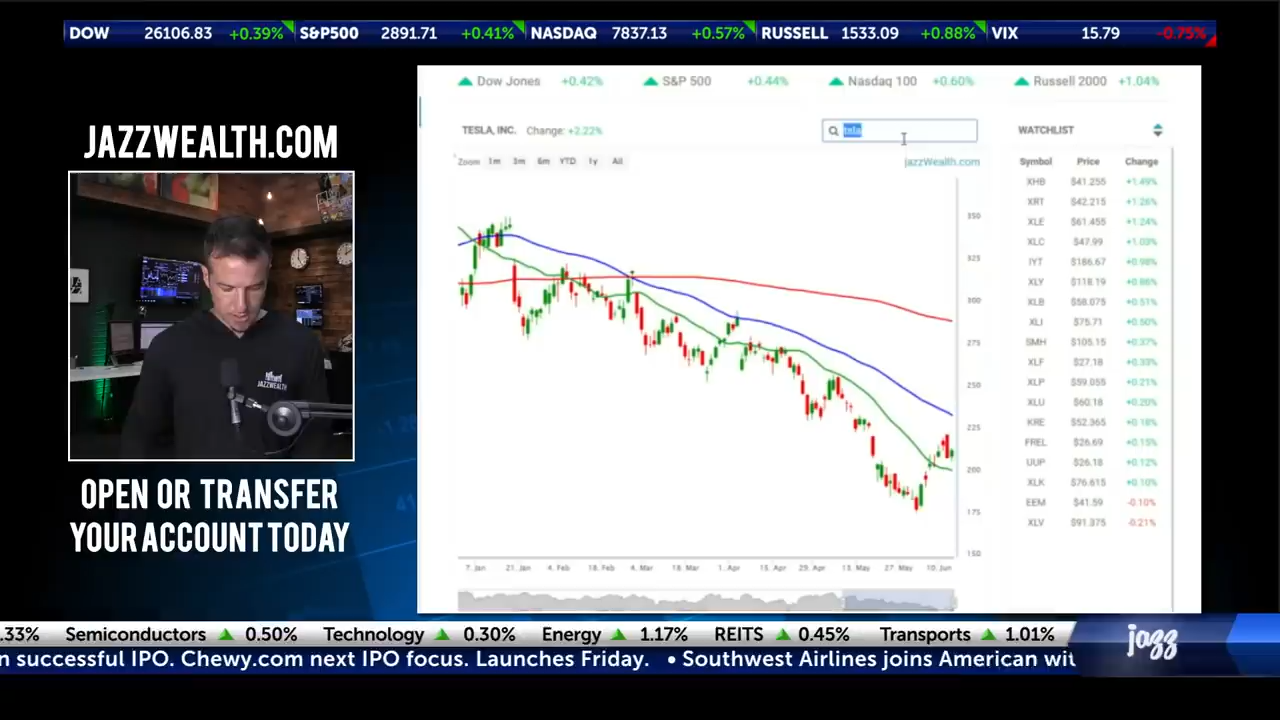 DOW 26106.83 +0.39% S&P500 2891.71 +0.41% NASDAQ 7837.13 +0.57% RUSSELL 1533.09 +0.88% VIX 15.79 -0.75%
Dow Jones +0.42% S&P 500 +0.44% Nasdaq 100 +0.60% Russell 2000 +1.04%
JAZZWEALTH.COM
TESLA, INC. Change: +2.22% tsla WATCHLIST
Zoom 1m 3m 6m YTD 1y All jazzWealth.com
Symbol Price Change
XHB $41.255 +1.49%
XRT $42.215 +1.26%
XLE $61.455 +1.24%
XLC $47.99 +1.03%
IYT $186.67 +0.98%
XLY $118.19 +0.86%
XLB $58.075 +0.51%
XLI $75.71 +0.50%
SMH $105.15 +0.37%
XLF $27.18 +0.33%
XLP $59.055 +0.21%
XLU $60.18 +0.20%
KRE $52.365 +0.18%
FREL $26.69 +0.15%
UUP $26.18 +0.12%
XLK $76.615 +0.10%
EEM $41.59 -0.10%
XLV $91.375 -0.21%
350
325
300
275
250
225
200
175
150
7. Jan 21. Jan 4. Feb 18. Feb 4. Mar 18. Mar 1. Apr 15. Apr 29. Apr 13. May 27. May 10. Jun
JAZZWEALTH
OPEN OR TRANSFER
YOUR ACCOUNT TODAY
.33% Semiconductors 0.50% Technology 0.30% Energy 1.17% REITS 0.45% Transports 1.01%
jazz
n successful IPO. Chewy.com next IPO focus. Launches Friday. • Southwest Airlines joins American wit